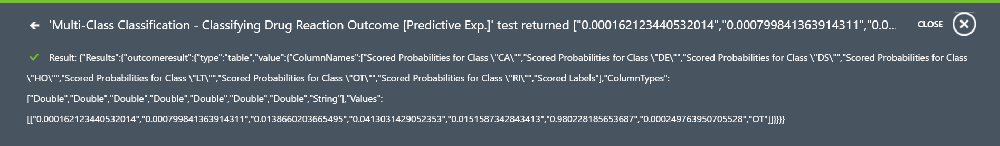 'Multi-Class Classification - Classifying Drug Reaction Outcome [Predictive Exp.]' test returned ["0.000162123440532014","0.000799841363914311","0.0... CLOSE
Result: {"Results":{"outcomeresult":{"type":"table","value":{"ColumnNames":["Scored Probabilities for Class \"CA\"","Scored Probabilities for Class \"DE\"","Scored Probabilities for Class \"DS\"","Scored Probabilities for Class
\"HO\"","Scored Probabilities for Class \"LT\"","Scored Probabilities for Class \"OT\"","Scored Probabilities for Class \"RI\"","Scored Labels"],"ColumnTypes":
["Double","Double","Double","Double","Double","Double","Double","String"],"Values":
[["0.000162123440532014","0.000799841363914311","0.0138660203665495","0.0413031429052353","0.0151587342843413","0.980228185653687","0.000249763950705528","OT"]]}}}}